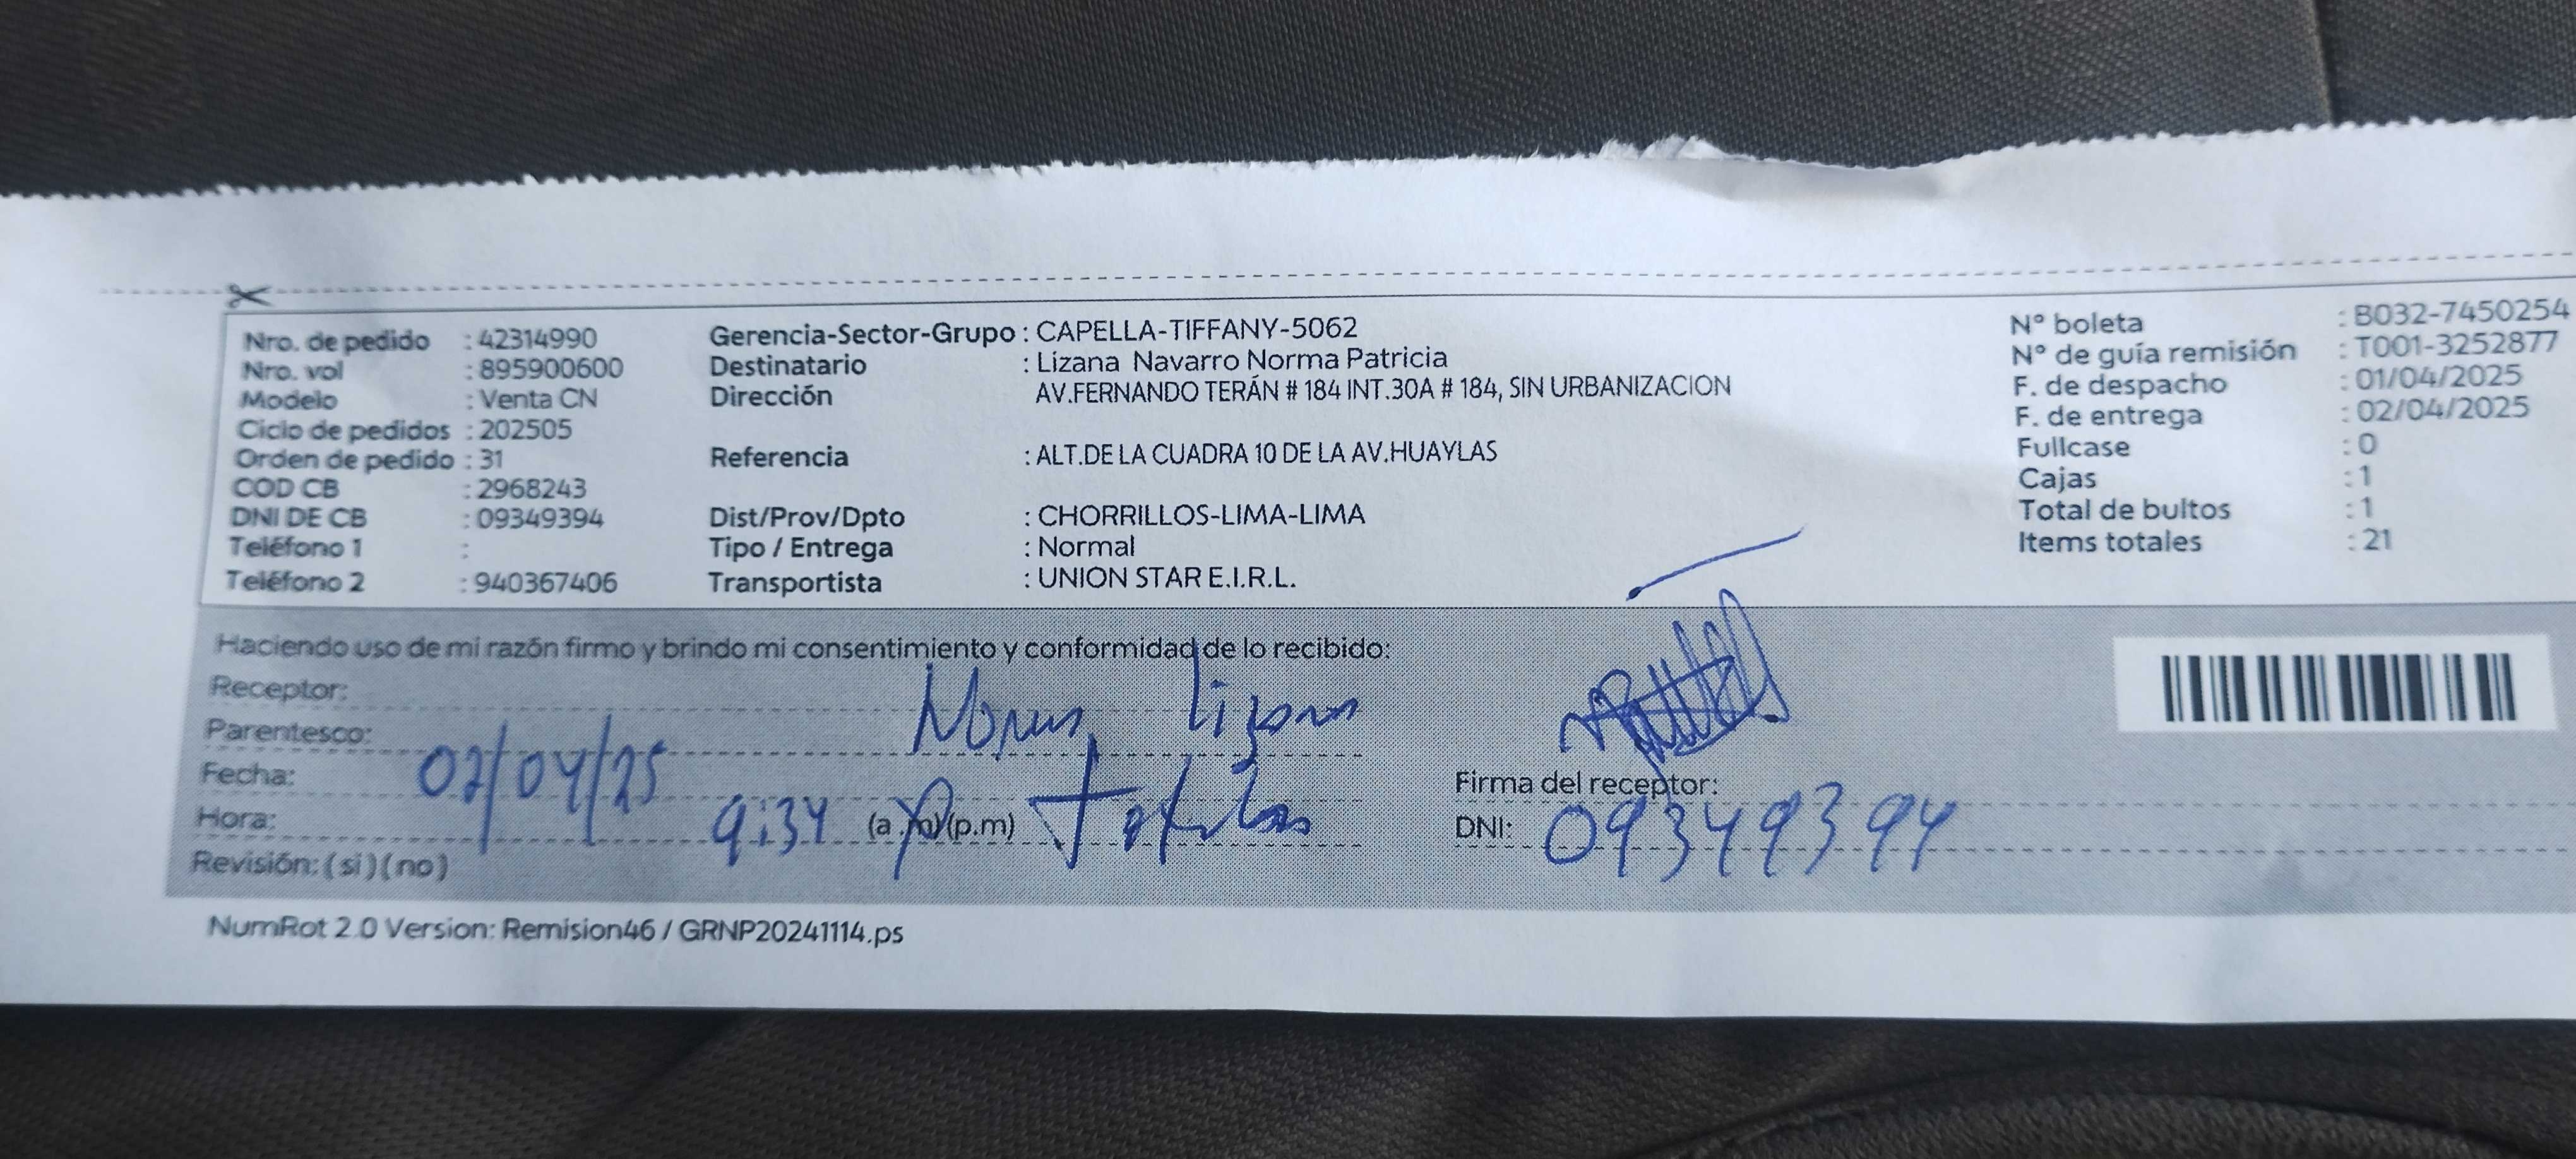 Nro. de pedido : 42314990 Gerencia-Sector-Grupo : CAPELLA-TIFFANY-5062 N° boleta : B032-7450254
Nro. vol : 895900600 Destinatario : Lizana Navarro Norma Patricia N° de guía remisión : T001-3252877
Modelo : Venta CN Dirección AV.FERNANDO TERÁN # 184 INT.30A # 184, SIN URBANIZACION F. de despacho : 01/04/2025
Ciclo de pedidos : 202505 F. de entrega : 02/04/2025
Orden de pedido : 31 Referencia : ALT.DE LA CUADRA 10 DE LA AV.HUAYLAS Fullcase : 0
COD CB : 2968243 Cajas : 1
DNI DE CB : 09349394 Dist/Prov/Dpto : CHORRILLOS-LIMA-LIMA Total de bultos : 1
Teléfono 1 : Tipo / Entrega : Normal Items totales : 21
Teléfono 2 : 940367406 Transportista : UNION STAR E.I.R.L.
Haciendo uso de mi razón firmo y brindo mi consentimiento y conformidad de lo recibido:
Receptor: Norma Lizana
Parentesco:
Fecha: 02/04/25 Firma del receptor:
Hora: 9:34 (a.m)(p.m) DNI: 09349394
Revisión: (si)(no)
NumRot 2.0 Version: Remision46 / GRNP20241114.ps